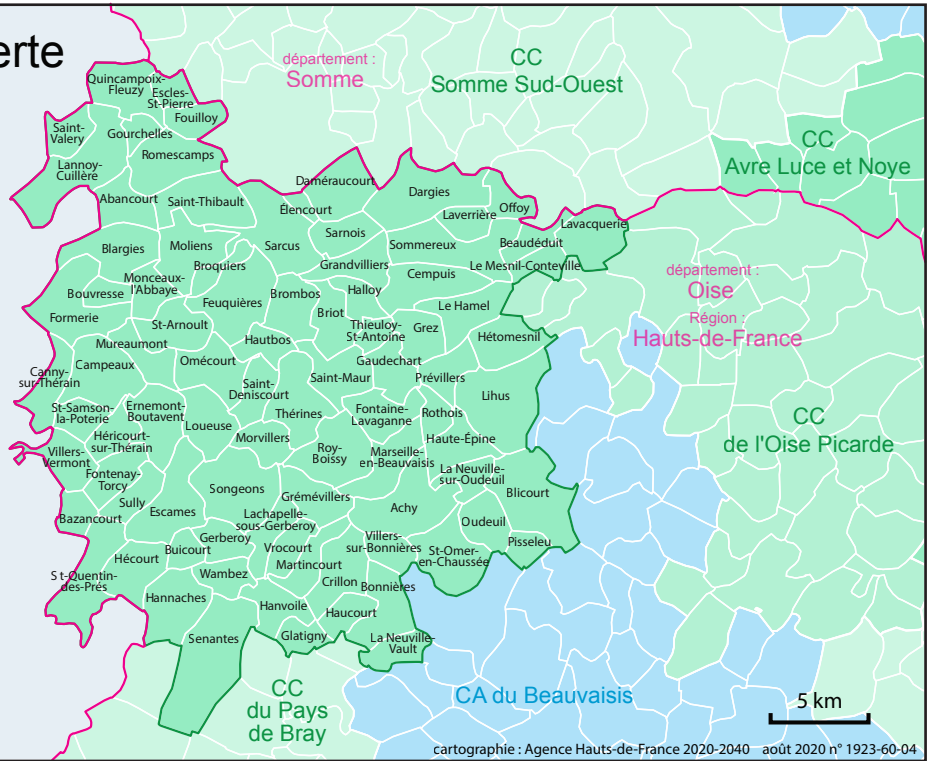 erte
département :
Somme
CC
Somme Sud-Ouest
CC
Avre Luce et Noye
Quincampoix-
Fleuzy
Escles-
St-Pierre
Fouilloy
Saint-
Valery
Gourchelles
Romescamps
Lannoy-
Cuillère
Abancourt
Saint-Thibault
Daméraucourt
Élencourt
Dargies
Laverrière
Offoy
Lavacquerie
Blargies
Moliens
Sarcus
Sarnois
Sommereux
Beaudéduit
Broquiers
Grandvilliers
Cempuis
Le Mesnil-Conteville
Monceaux-
l'Abbaye
Bouvresse
Feuquières
Brombos
Halloy
Le Hamel
Formerie
St-Arnoult
Briot
Thieuloy-
St-Antoine
Grez
Hétomesnil
Mureaumont
Hautbos
Campeaux
Omécourt
Gaudechart
Canny-
sur-Thérain
Saint-
Deniscourt
Saint-Maur
Prévillers
Lihus
St-Samson-
la-Poterie
Ernemont-
Boutavent
Loueuse
Thérines
Fontaine-
Lavaganne
Rothois
Héricourt-
sur-Thérain
Morvillers
Haute-Épine
Villers-
Vermont
Roy-
Boissy
Marseille-
en-Beauvaisis
Fontenay-
Torcy
La Neuville-
sur-Oudeuil
Songeons
Grémévillers
Blicourt
Sully
Escames
Lachapelle-
sous-Gerberoy
Achy
Bazancourt
Oudeuil
Gerberoy
Villers-
sur-Bonnières
Pisseleu
Buicourt
Vrocourt
St-Omer-
en-Chaussée
Hécourt
Martincourt
St-Quentin-
des-Prés
Wambez
Crillon
Bonnières
Hannaches
Hanvoile
Haucourt
Senantes
Glatigny
La Neuville-
Vault
département :
Oise
Région :
Hauts-de-France
CC
de l'Oise Picarde
CC
du Pays
de Bray
CA du Beauvaisis
5 km
cartographie : Agence Hauts-de-France 2020-2040 août 2020 n° 1923-60-04